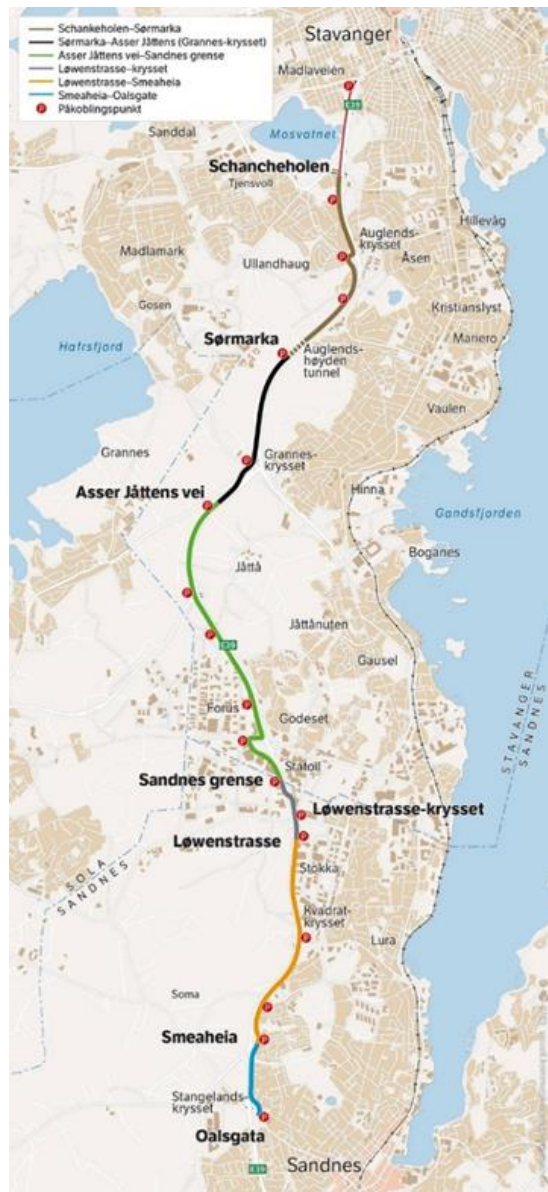 Schankeholen–Sørmarka
Sørmarka–Asser Jåttens (Grannes-krysset)
Asser Jåttens vei–Sandnes grense
Løwenstrasse–krysset
Løwenstrasse–Smeaheia
Smeaheia–Oalsgate
Påkoblingspunkt
Stavanger
Madlaveien
E39
Sanddal
Mosvatnet
Schancheholen
Tjensvoll
Hillevåg
Auglends-
krysset
Åsen
Madlamark
Ullandhaug
Gosen
Kristianslyst
Sørmarka
Mariero
Hafrsfjord
Auglends-
høyden
tunnel
Vaulen
Grannes
Grannes-
krysset
Asser Jåttens vei
Hinna
Gandsfjorden
Boganes
Jåttå
Jåttånuten
E39
Gausel
STAVANGER
SANDNES
Forus
Godeset
Statoil
Sandnes grense
Løwenstrasse-krysset
Løwenstrasse
SOLA
SANDNES
Stokka
Kvadrat-
krysset
Lura
Soma
Smeaheia
Stangelands-
krysset
Oalsgata
Sandnes
E39